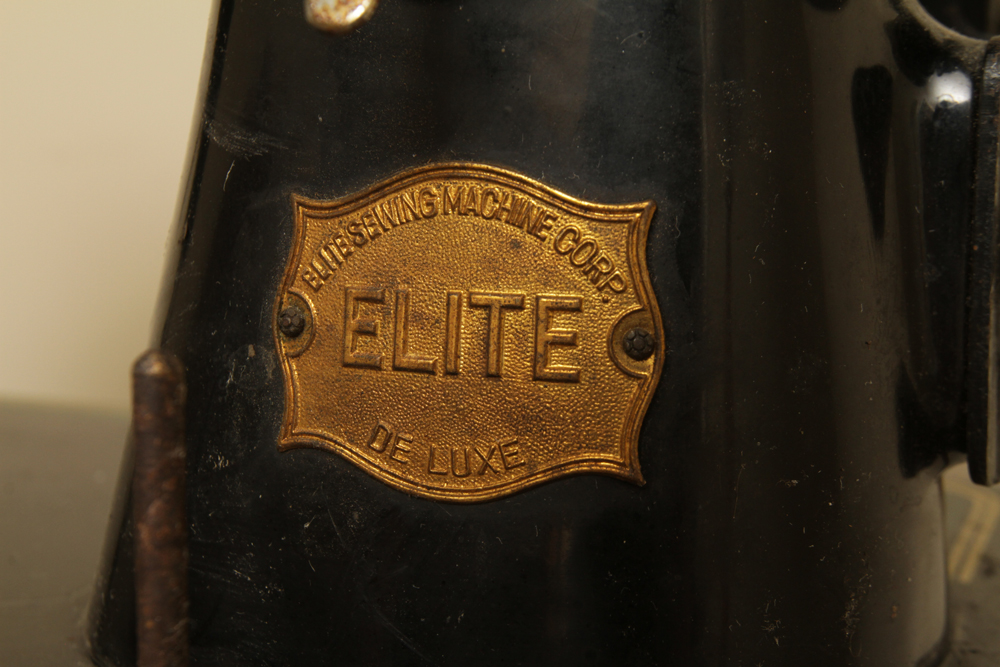 ELITE SEWING MACHINE CORP.
ELITE
DE LUXE